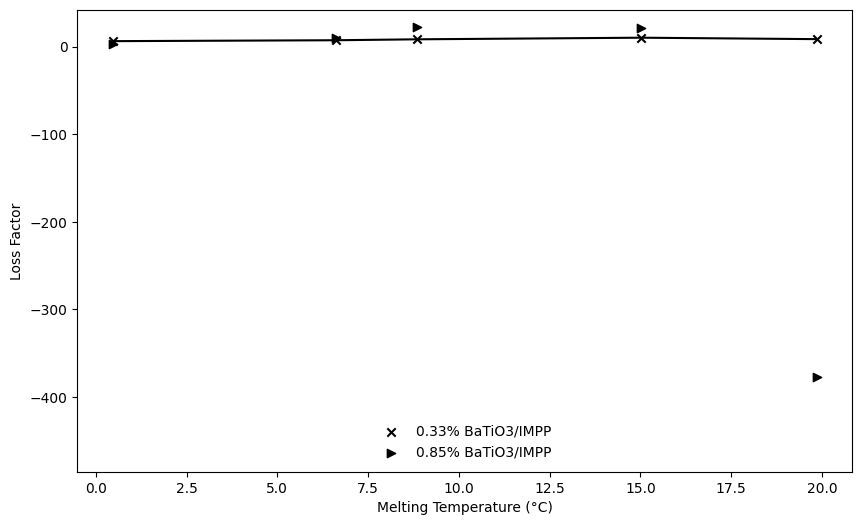 0
−100
−200
−300
−400
Loss Factor
0.33% BaTiO3/IMPP
0.85% BaTiO3/IMPP
0.0 2.5 5.0 7.5 10.0 12.5 15.0 17.5 20.0
Melting Temperature (°C)